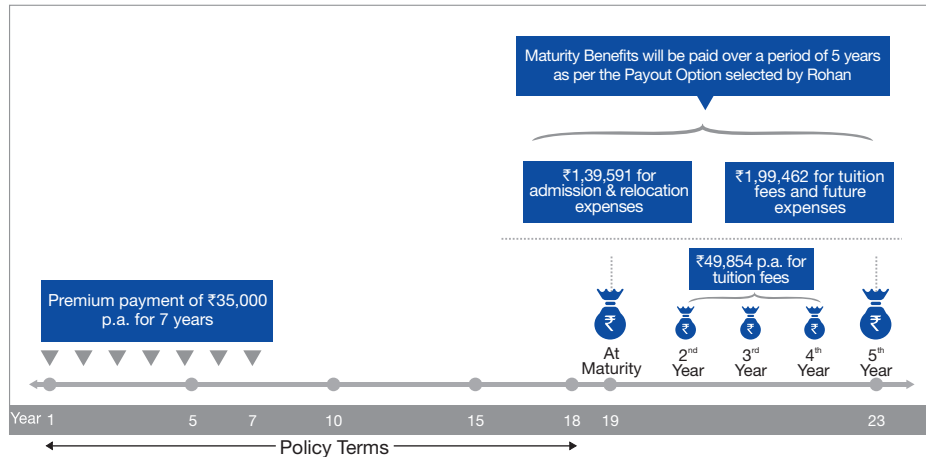 Maturity Benefits will be paid over a period of 5 years
as per the Payout Option selected by Rohan
₹1,39,591 for
admission & relocation
expenses
₹1,99,462 for tuition
fees and future
expenses
₹49,854 p.a. for
tuition fees
Premium payment of ₹35,000
p.a. for 7 years
₹
₹
₹
₹
₹
At
Maturity
2nd
Year
3rd
Year
4th
Year
5th
Year
Year 1 5 7 10 15 18 19 23
Policy Terms